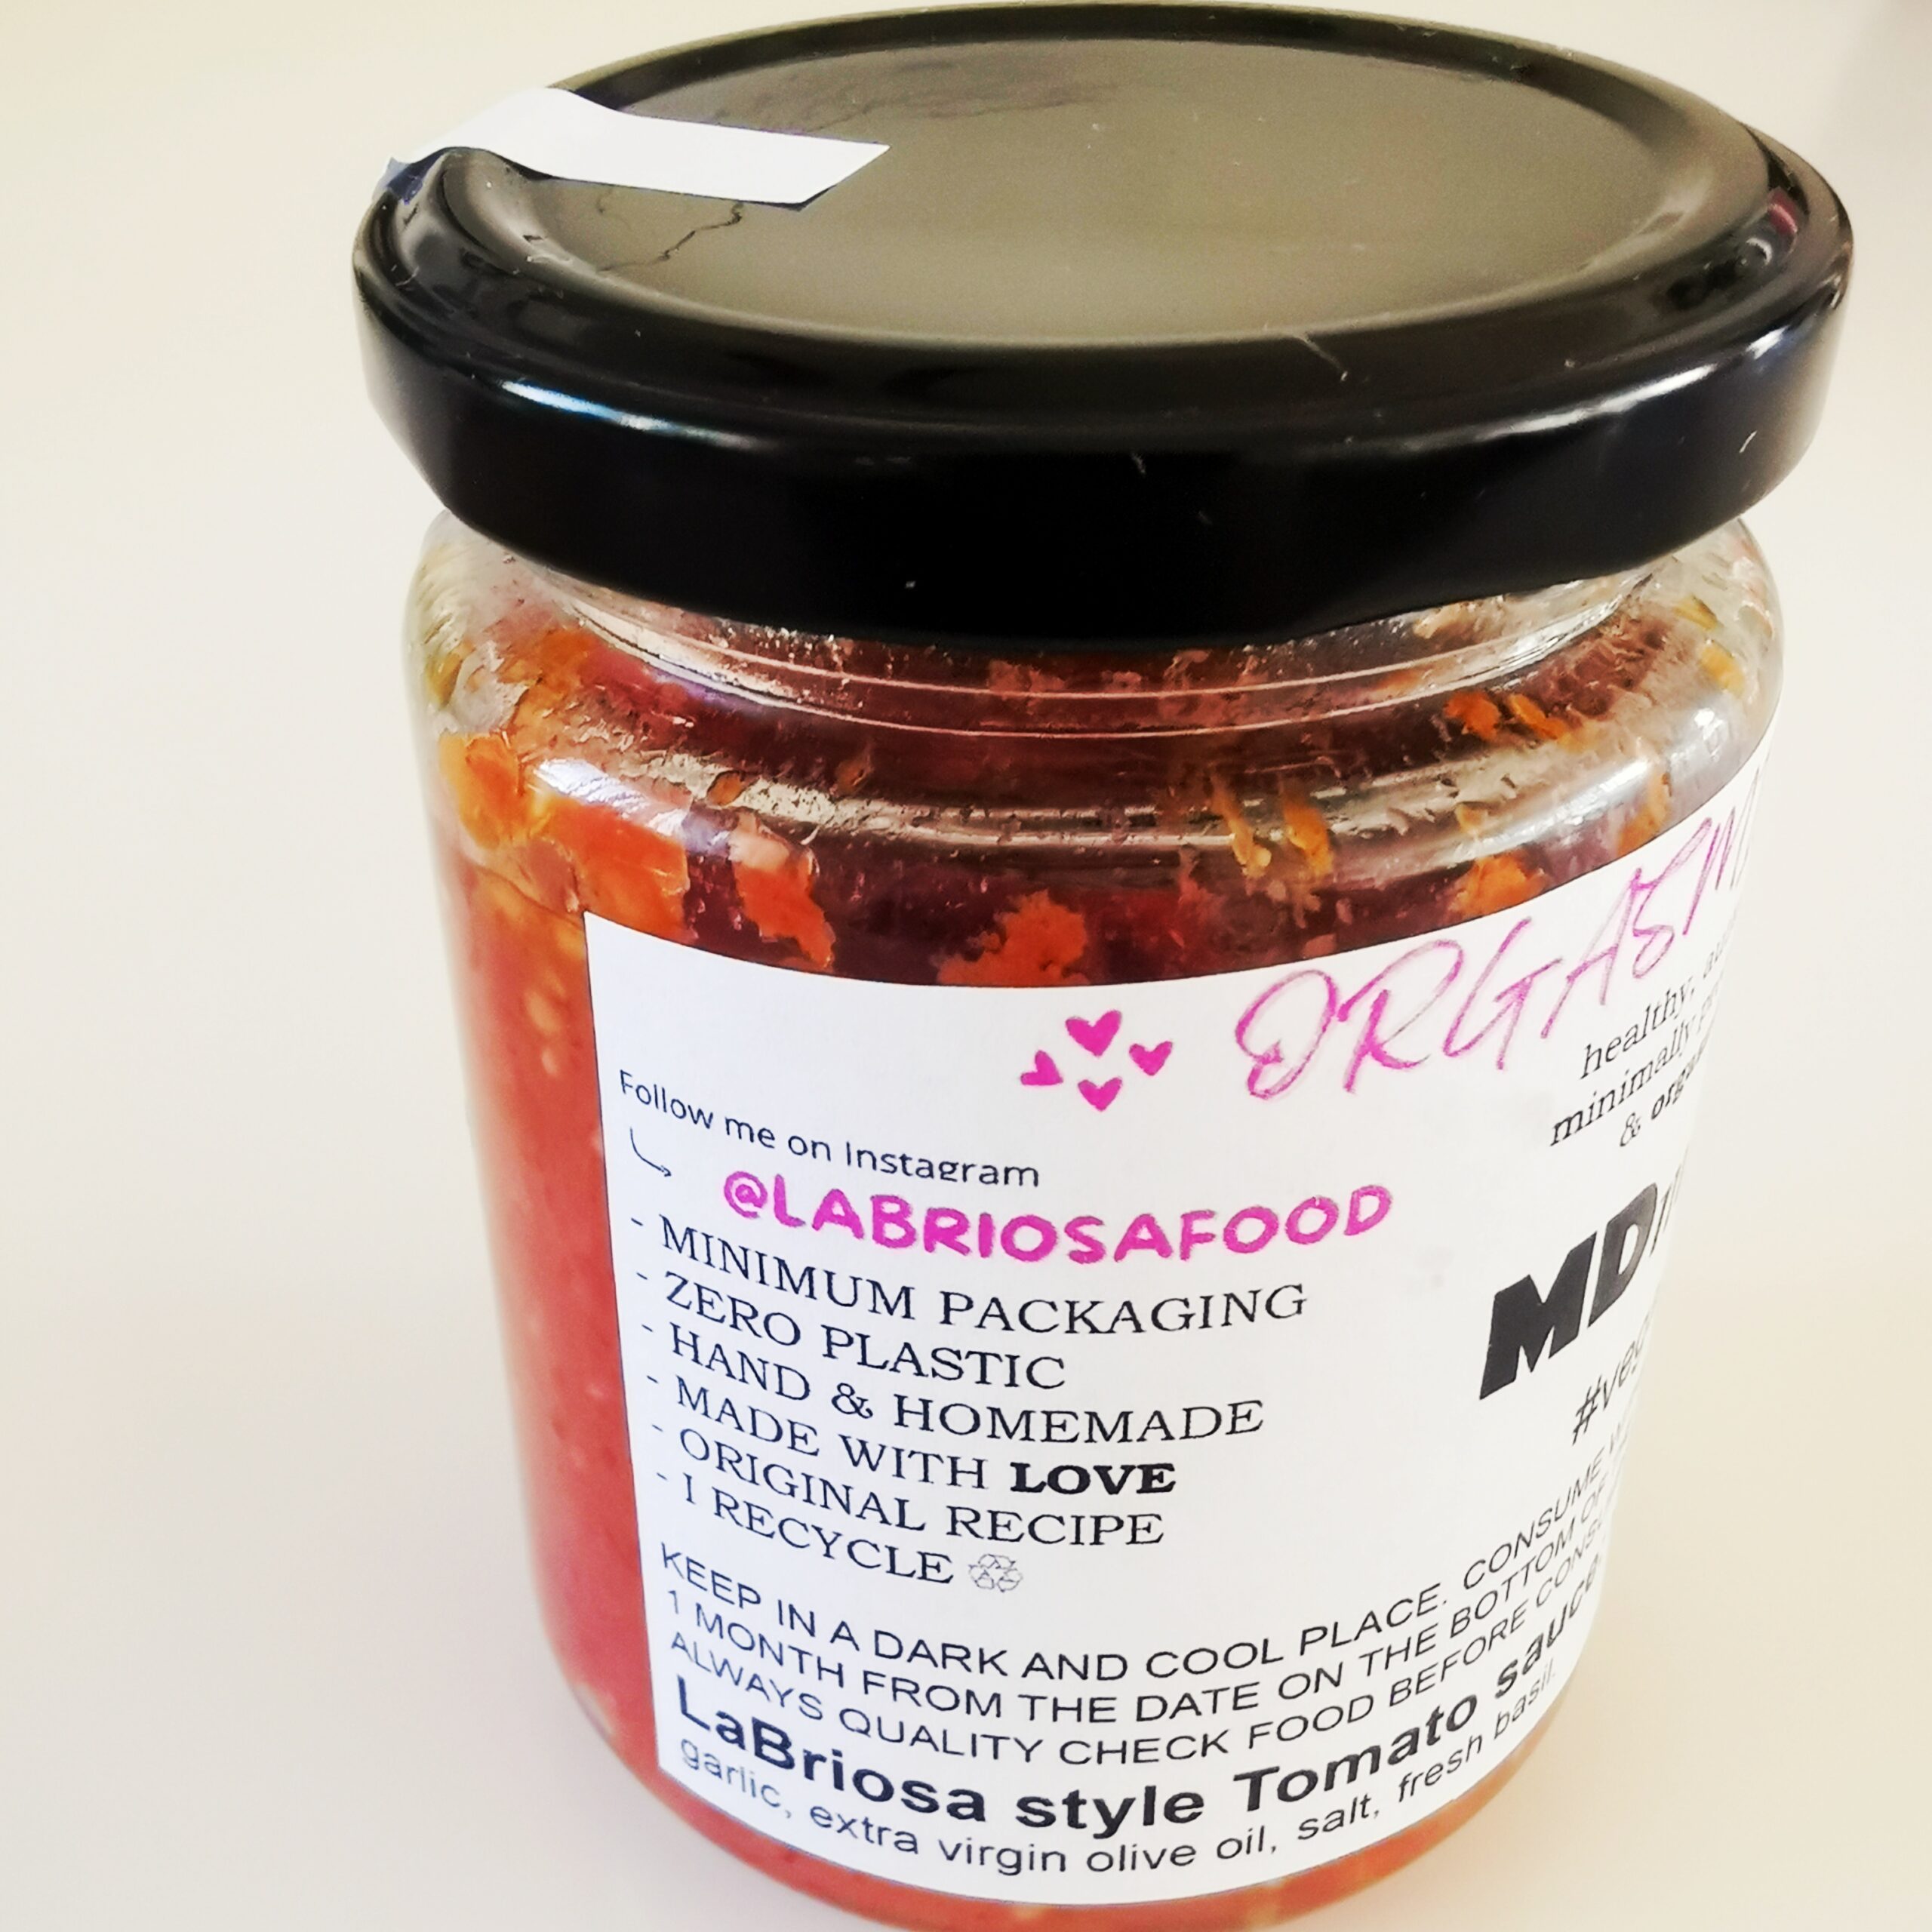 ORGASM
healthy,
minimally
&
Follow me on Instagram
@LABRIOSAFOOD
- MINIMUM PACKAGING
- ZERO PLASTIC
- HAND & HOMEMADE
- MADE WITH LOVE
- ORIGINAL RECIPE
- I RECYCLE
KEEP IN A DARK AND COOL PLACE. CONSUME
1 MONTH FROM THE DATE ON THE BOTTOM OF
ALWAYS QUALITY CHECK FOOD BEFORE
LaBriosa style Tomato sauce
garlic, extra virgin olive oil, salt, fresh basil.